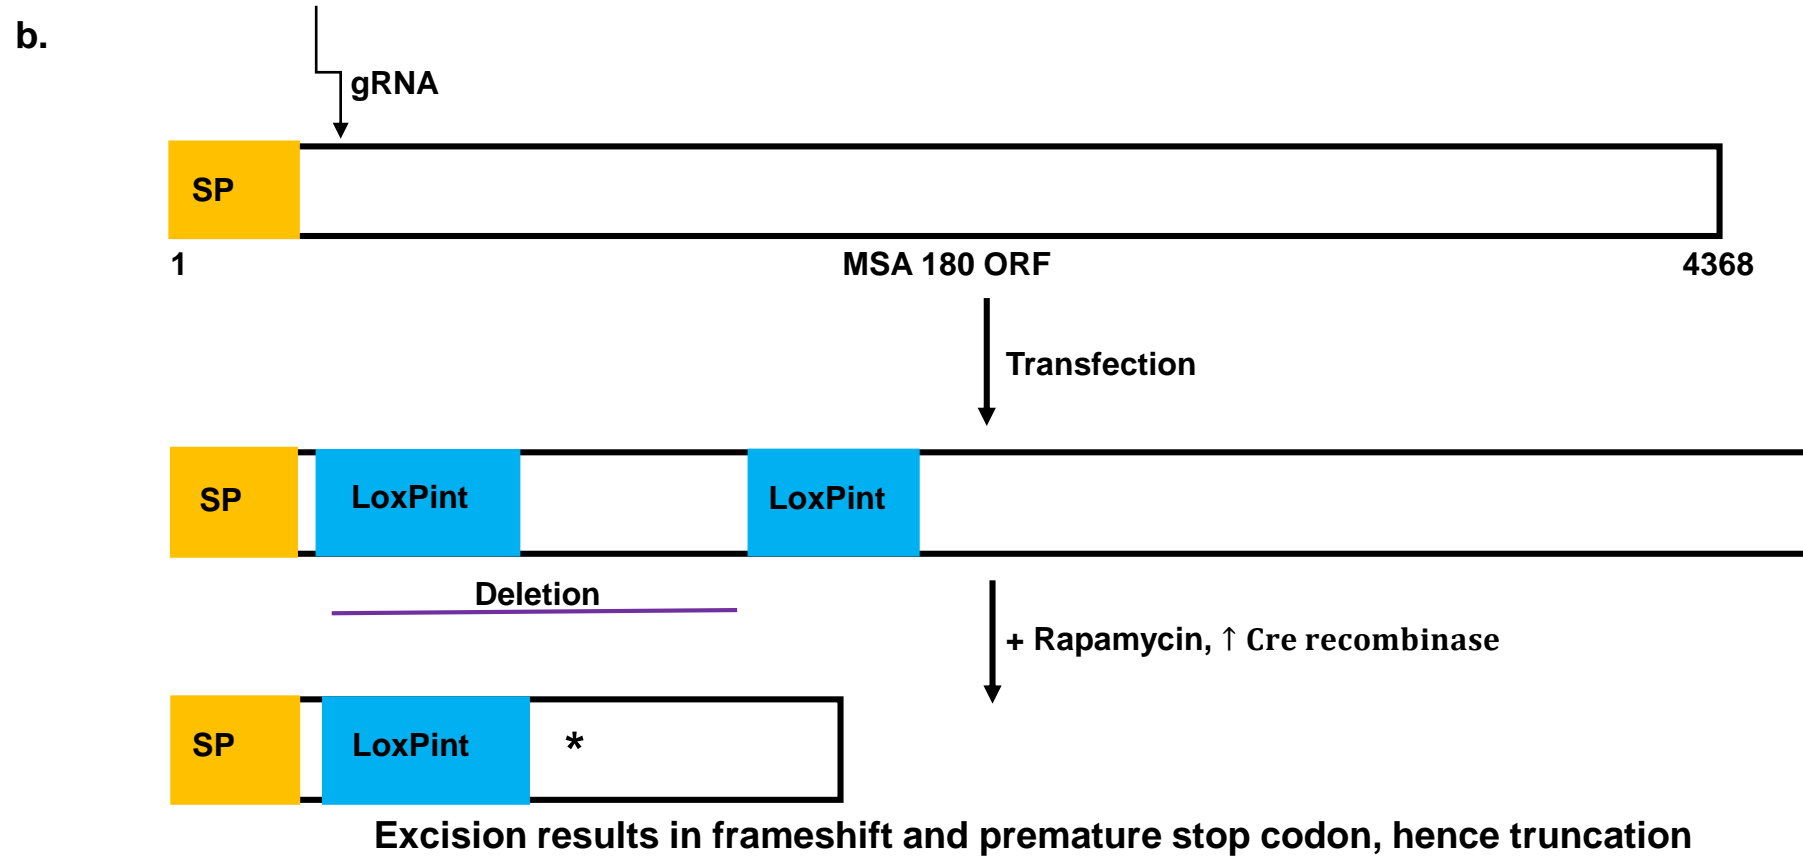 b.
gRNA
SP
1 MSA 180 ORF 4368
Transfection
SP LoxPint LoxPint
Deletion
+ Rapamycin, ↑ Cre recombinase
SP LoxPint *
Excision results in frameshift and premature stop codon, hence truncation